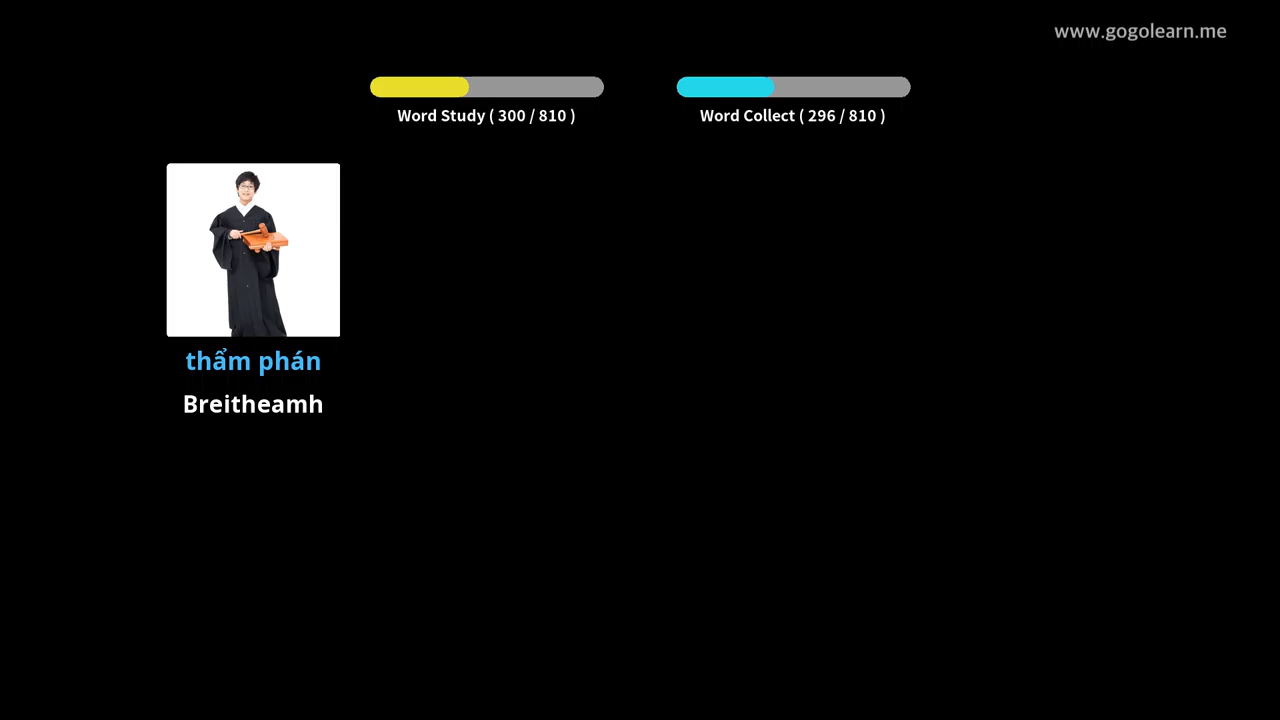 www.gogolearn.me
Word Study ( 300 / 810 )
Word Collect ( 296 / 810 )
thẩm phán
Breitheamh